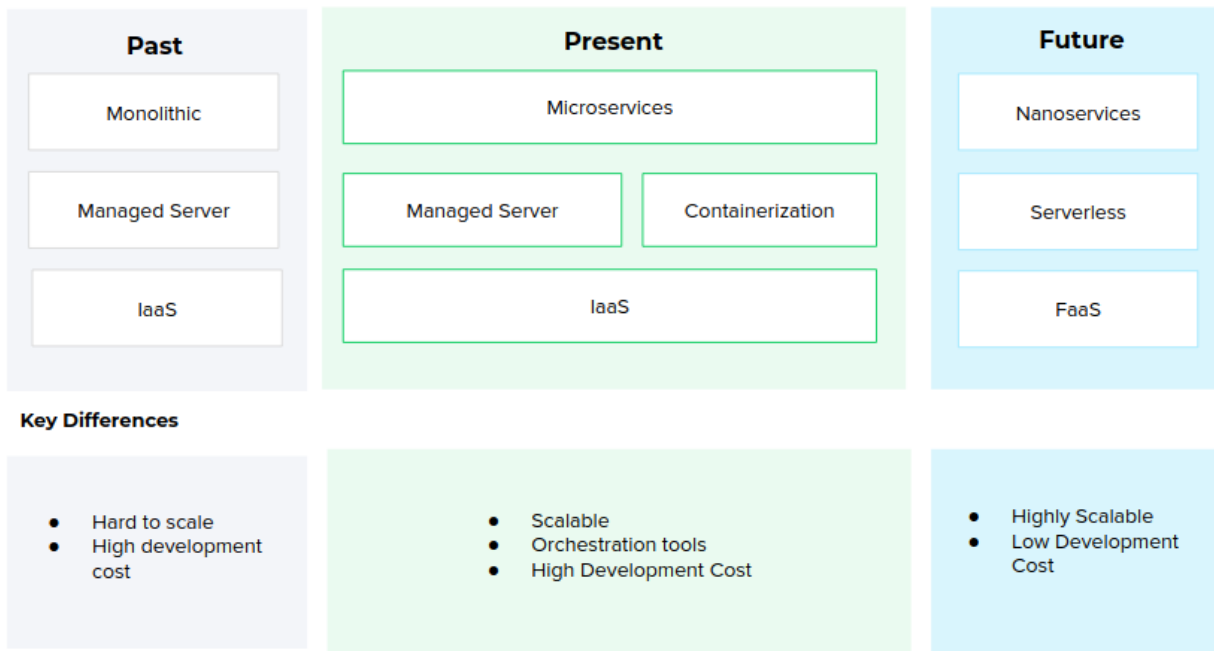 Past
Monolithic
Managed Server
IaaS
Present
Microservices
Managed Server
Containerization
IaaS
Future
Nanoservices
Serverless
FaaS
Key Differences
● Hard to scale
● High development
cost
● Scalable
● Orchestration tools
● High Development Cost
● Highly Scalable
● Low Development
Cost